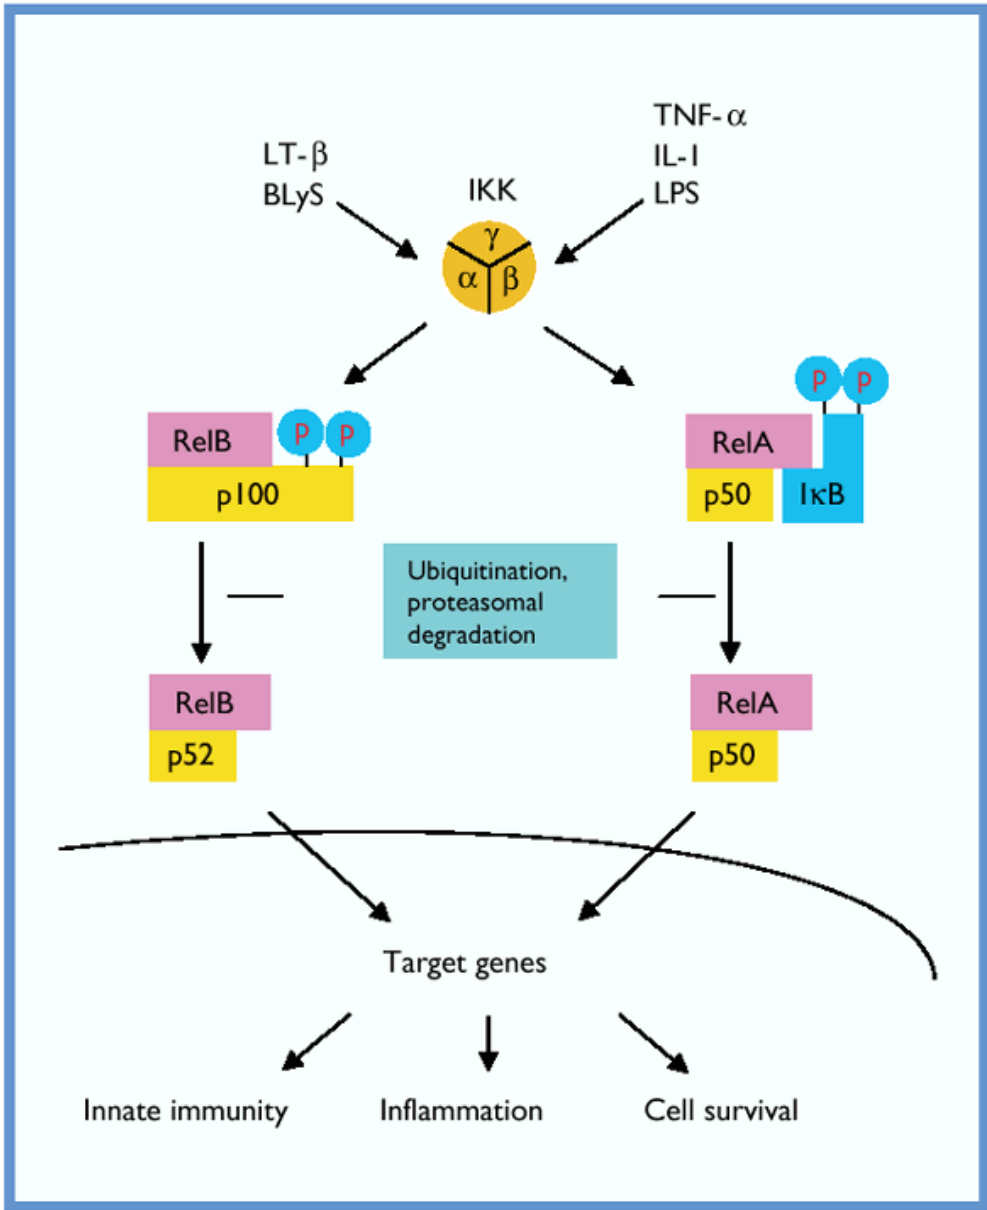 LT-β
BLyS
IKK
TNF-α
IL-1
LPS
γ
α
β
RelB
P
P
p100
RelA
P
P
p50
IκB
Ubiquitination,
proteasomal
degradation
RelB
p52
RelA
p50
Target genes
Innate immunity
Inflammation
Cell survival